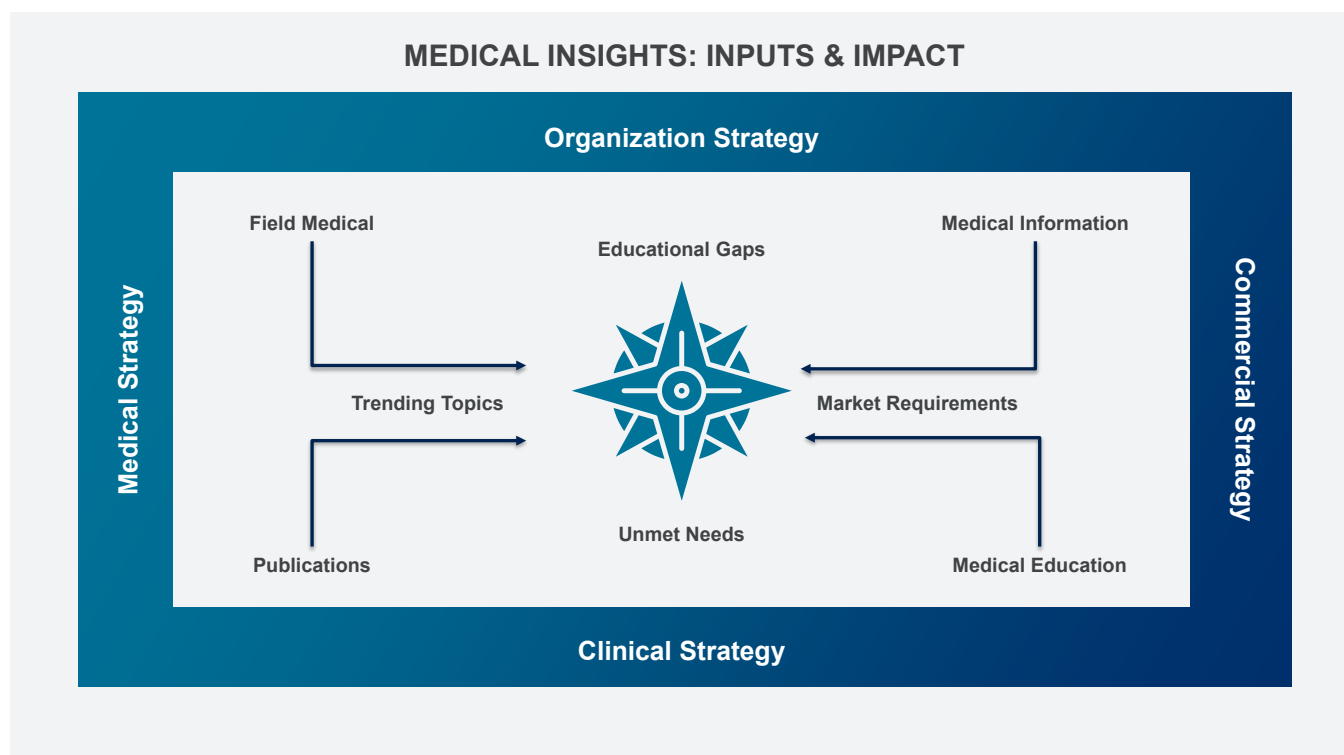 MEDICAL INSIGHTS: INPUTS & IMPACT
Organization Strategy
Field Medical
Medical Information
Educational Gaps
Medical Strategy
Commercial Strategy
Trending Topics
Market Requirements
Unmet Needs
Publications
Medical Education
Clinical Strategy